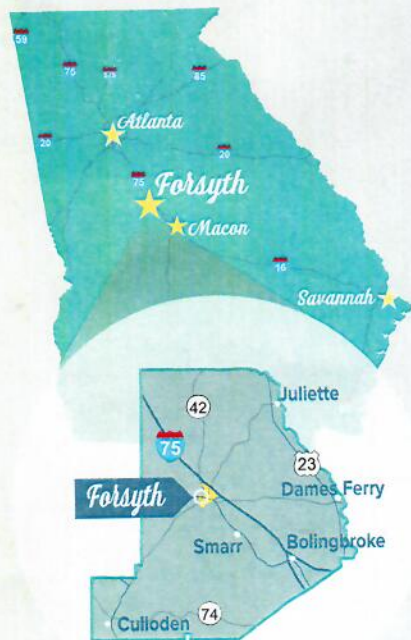 59
75
75
85
Atlanta
20
20
75
Forsyth
Macon
16
Savannah
Juliette
42
75
23
Forsyth
Dames Ferry
Smarr
Bolingbroke
74
Culloden